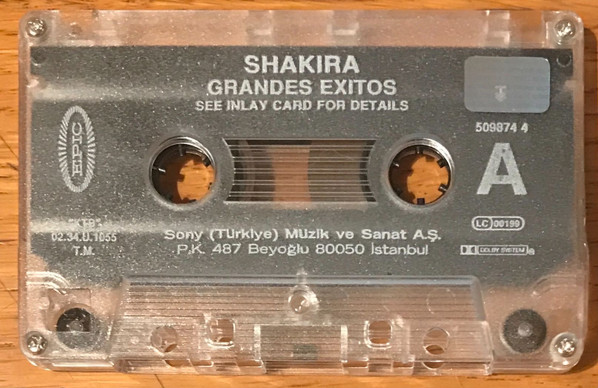 SHAKIRA
GRANDES EXITOS
SEE INLAY CARD FOR DETAILS
509874 4
EPIC
A
"KTB"
02.34.U.1055
T.M.
LC 00199
Sony (Türkiye) Müzik ve Sanat A.Ş.
P.K. 487 Beyoğlu 80050 İstanbul
DOLBY SYSTEM